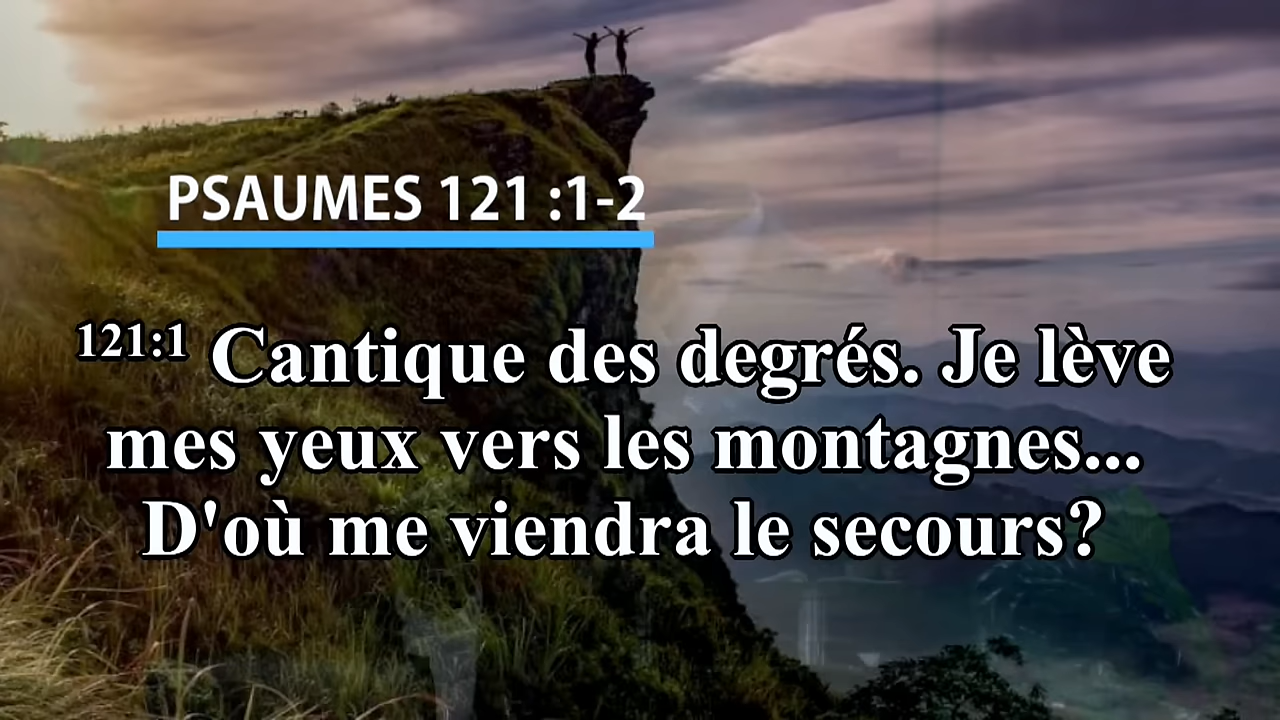 PSAUMES 121 :1-2
121:1 Cantique des degrés. Je lève
mes yeux vers les montagnes...
D'où me viendra le secours?